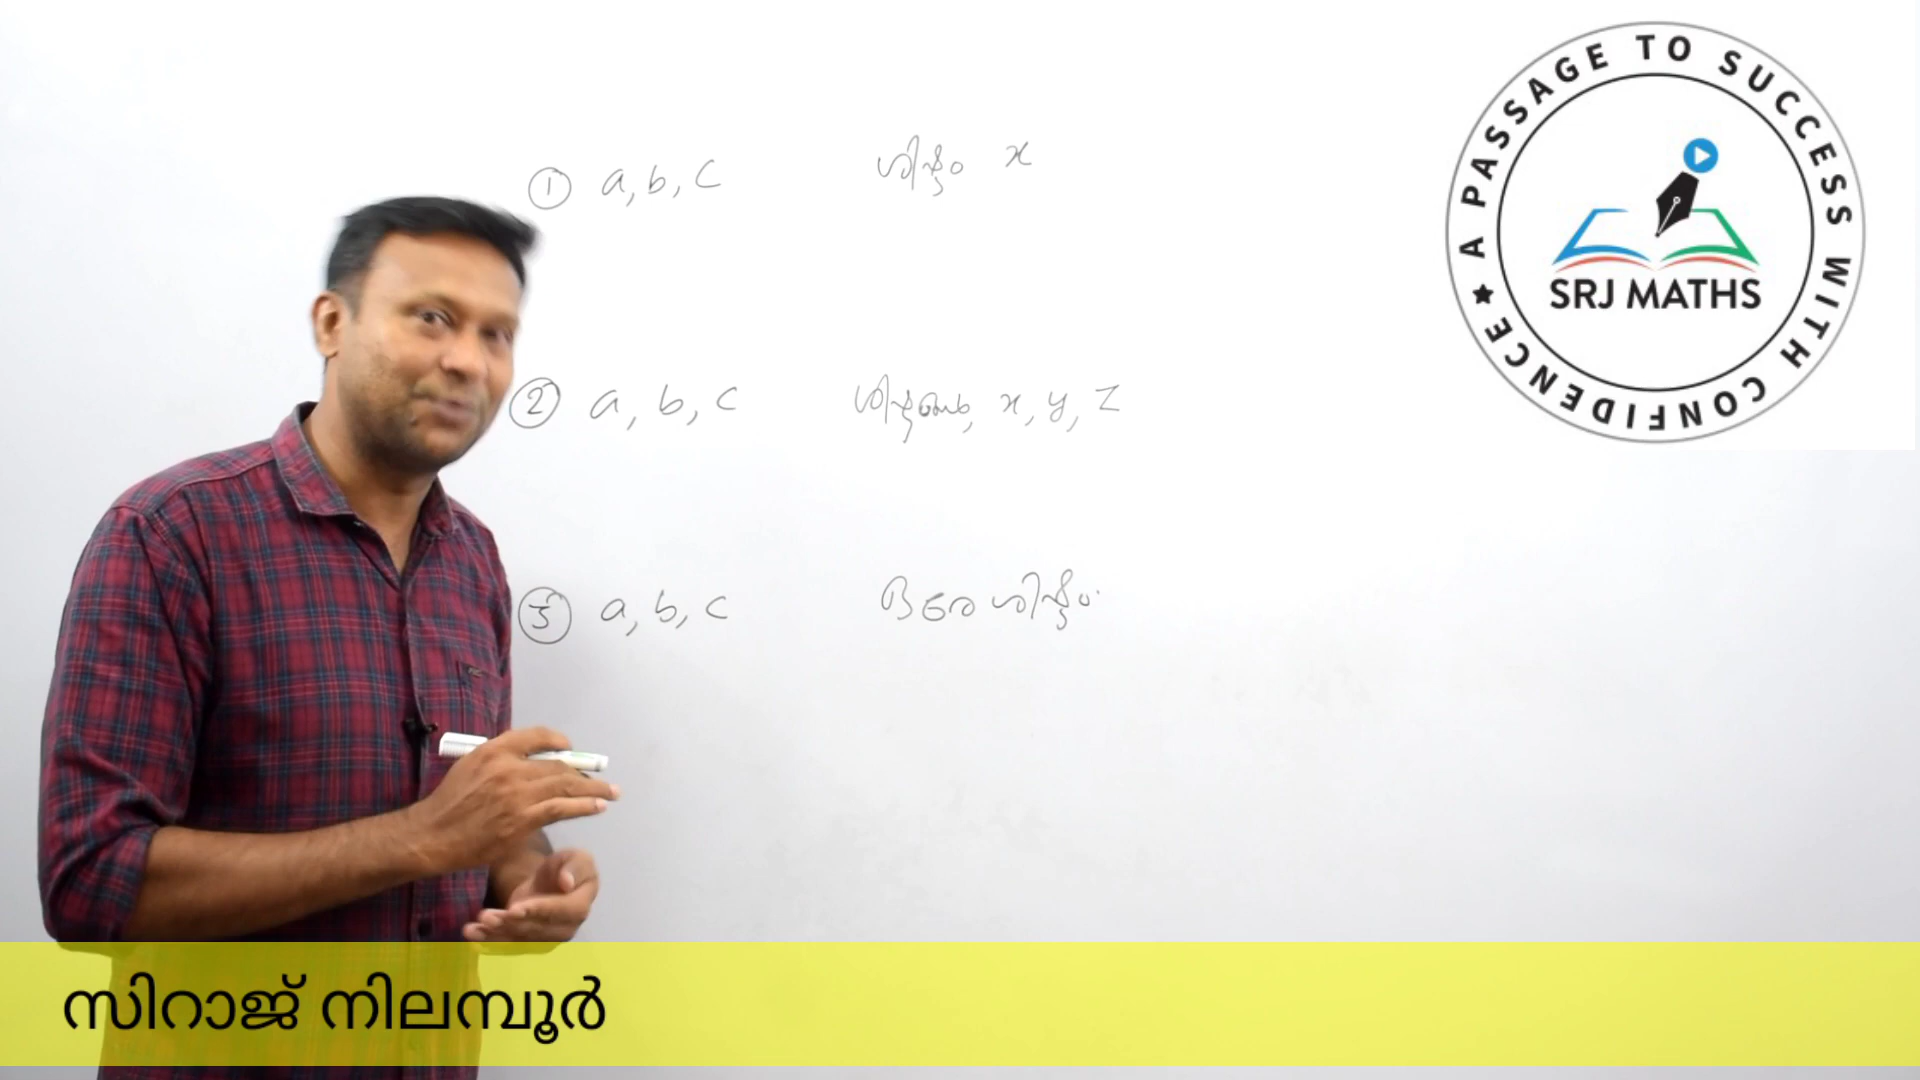 ① a, b, c ശിഷ്ടം x
② a, b, c ശിഷ്ടങ്ങൾ, x, y, z
③ a, b, c ഒരേ ശിഷ്ടം.
A PASSAGE TO SUCCESS WITH CONFIDENCE ★
SRJ MATHS
സിറാജ് നിലമ്പൂർ